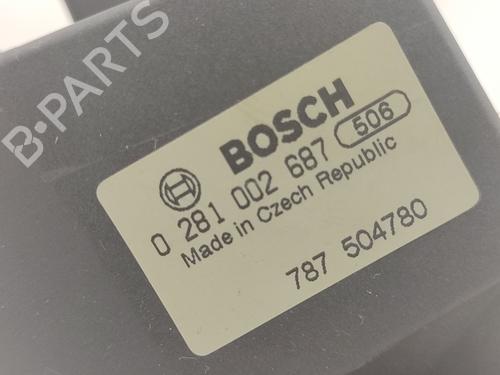 B-PARTS
BOSCH
0 281 002 687 506
Made in Czech Republic
787 504780